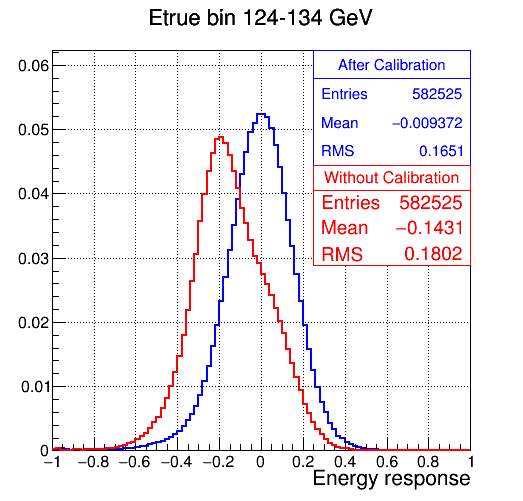 Etrue bin 124-134 GeV
After Calibration
Entries 582525
Mean −0.009372
RMS 0.1651
Without Calibration
Entries 582525
Mean −0.1431
RMS 0.1802
0.06
0.05
0.04
0.03
0.02
0.01
0
−1 −0.8 −0.6 −0.4 −0.2 0 0.2 0.4 0.6 0.8 1
Energy response